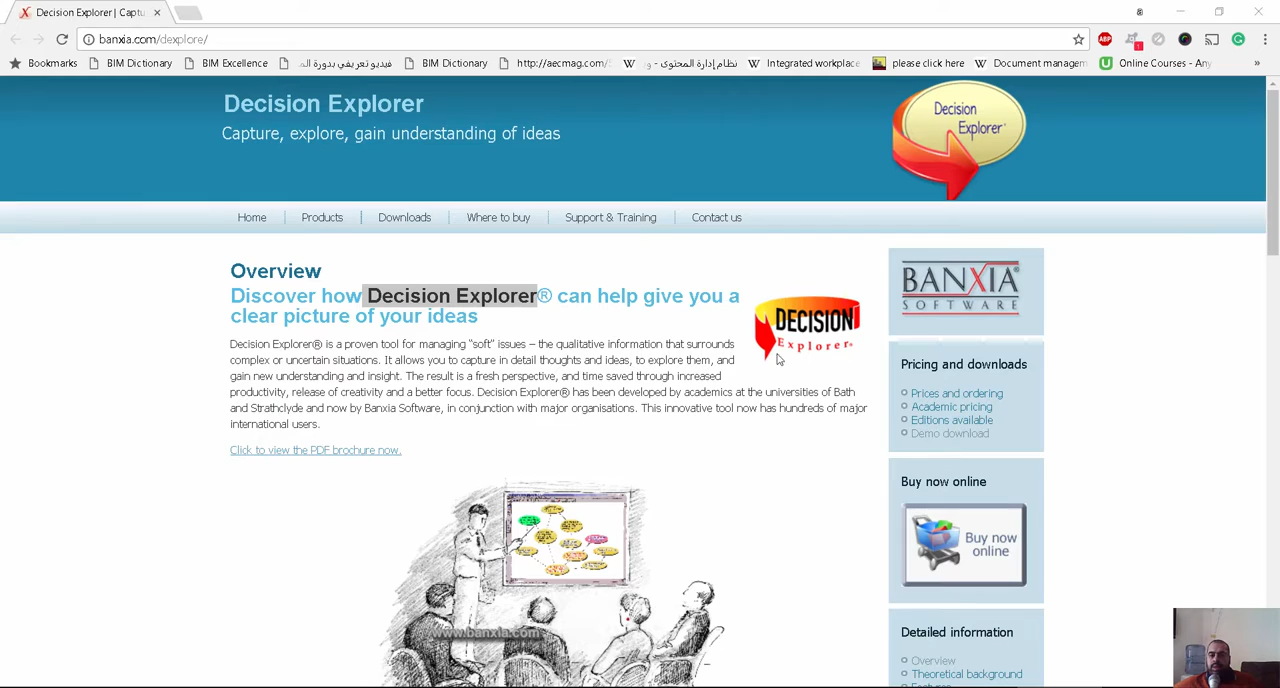 Decision Explorer | Captu
banxia.com/dexplore/
Bookmarks
BIM Dictionary
BIM Excellence
فيديو تعريفي بدورة الـ
BIM Dictionary
http://aecmag.com/
نظام إدارة المحتوى - و
Integrated workplace
please click here
Document managem
Online Courses - Any
Decision Explorer
Capture, explore, gain understanding of ideas
Decision
Explorer
Home
Products
Downloads
Where to buy
Support & Training
Contact us
Overview
Discover how Decision Explorer® can help give you a
clear picture of your ideas
DECISION
Explorer
Decision Explorer® is a proven tool for managing "soft" issues – the qualitative information that surrounds
complex or uncertain situations. It allows you to capture in detail thoughts and ideas, to explore them, and
gain new understanding and insight. The result is a fresh perspective, and time saved through increased
productivity, release of creativity and a better focus. Decision Explorer® has been developed by academics at the universities of Bath
and Strathclyde and now by Banxia Software, in conjunction with major organisations. This innovative tool now has hundreds of major
international users.
Click to view the PDF brochure now.
www.banxia.com
BANXIA
SOFTWARE
Pricing and downloads
Prices and ordering
Academic pricing
Editions available
Demo download
Buy now online
Buy now
online
Detailed information
Overview
Theoretical background
Features